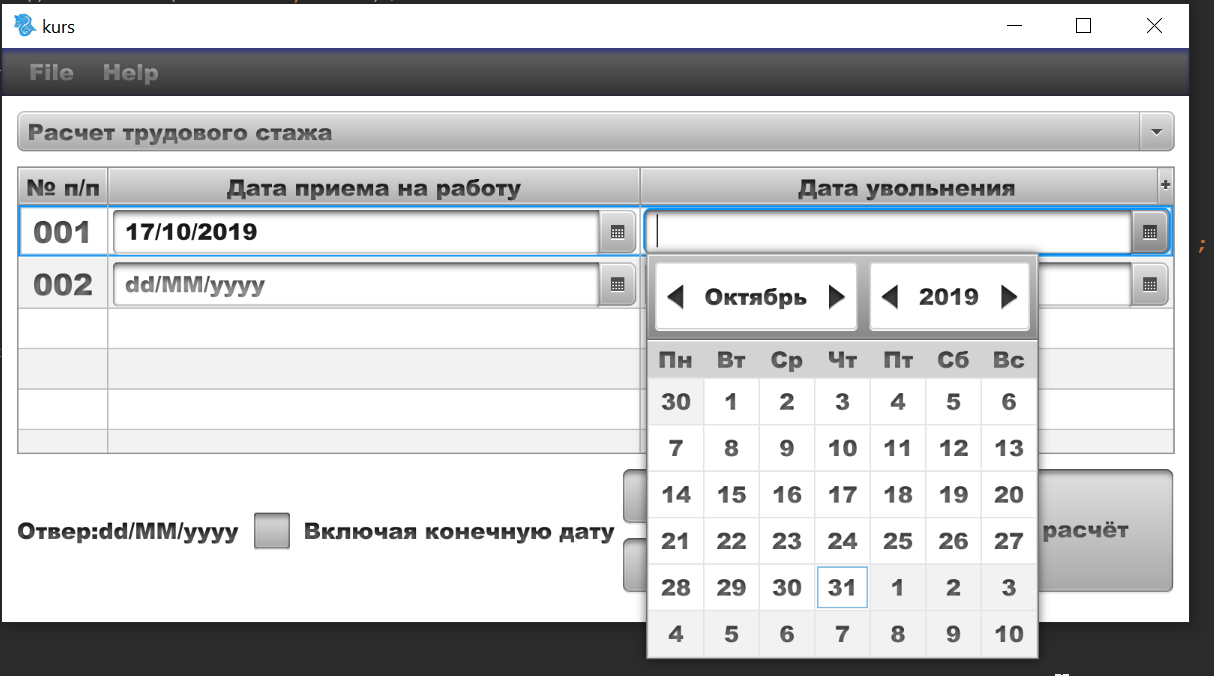 kurs
File Help
Расчет трудового стажа
№ п/п Дата приема на работу Дата увольнения +
001 17/10/2019
002 dd/MM/yyyy
Октябрь 2019
Пн Вт Ср Чт Пт Сб Вс
30 1 2 3 4 5 6
7 8 9 10 11 12 13
14 15 16 17 18 19 20
21 22 23 24 25 26 27
28 29 30 31 1 2 3
4 5 6 7 8 9 10
Отвер:dd/MM/yyyy Включая конечную дату расчёт
;